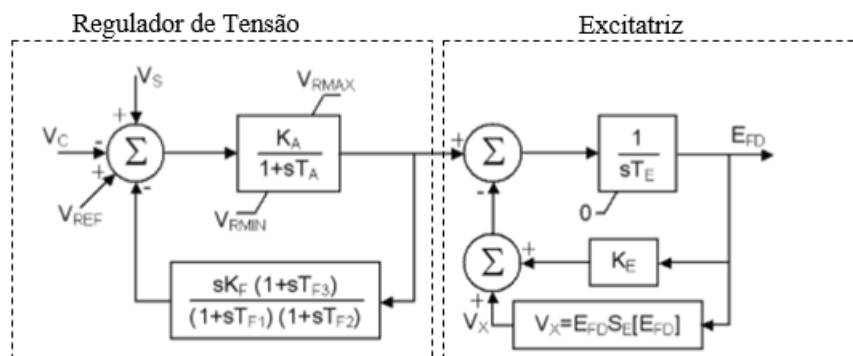 Regulador de Tensão
Excitatriz
V_S
V_RMAX
+
V_C
-
Σ
K_A
1+sT_A
+
Σ
1
sT_E
E_FD
+
-
V_REF
V_RMIN
-
0
Σ
+
K_E
sK_F (1+sT_F3)
(1+sT_F1) (1+sT_F2)
+
V_X
V_X=E_FD S_E[E_FD]